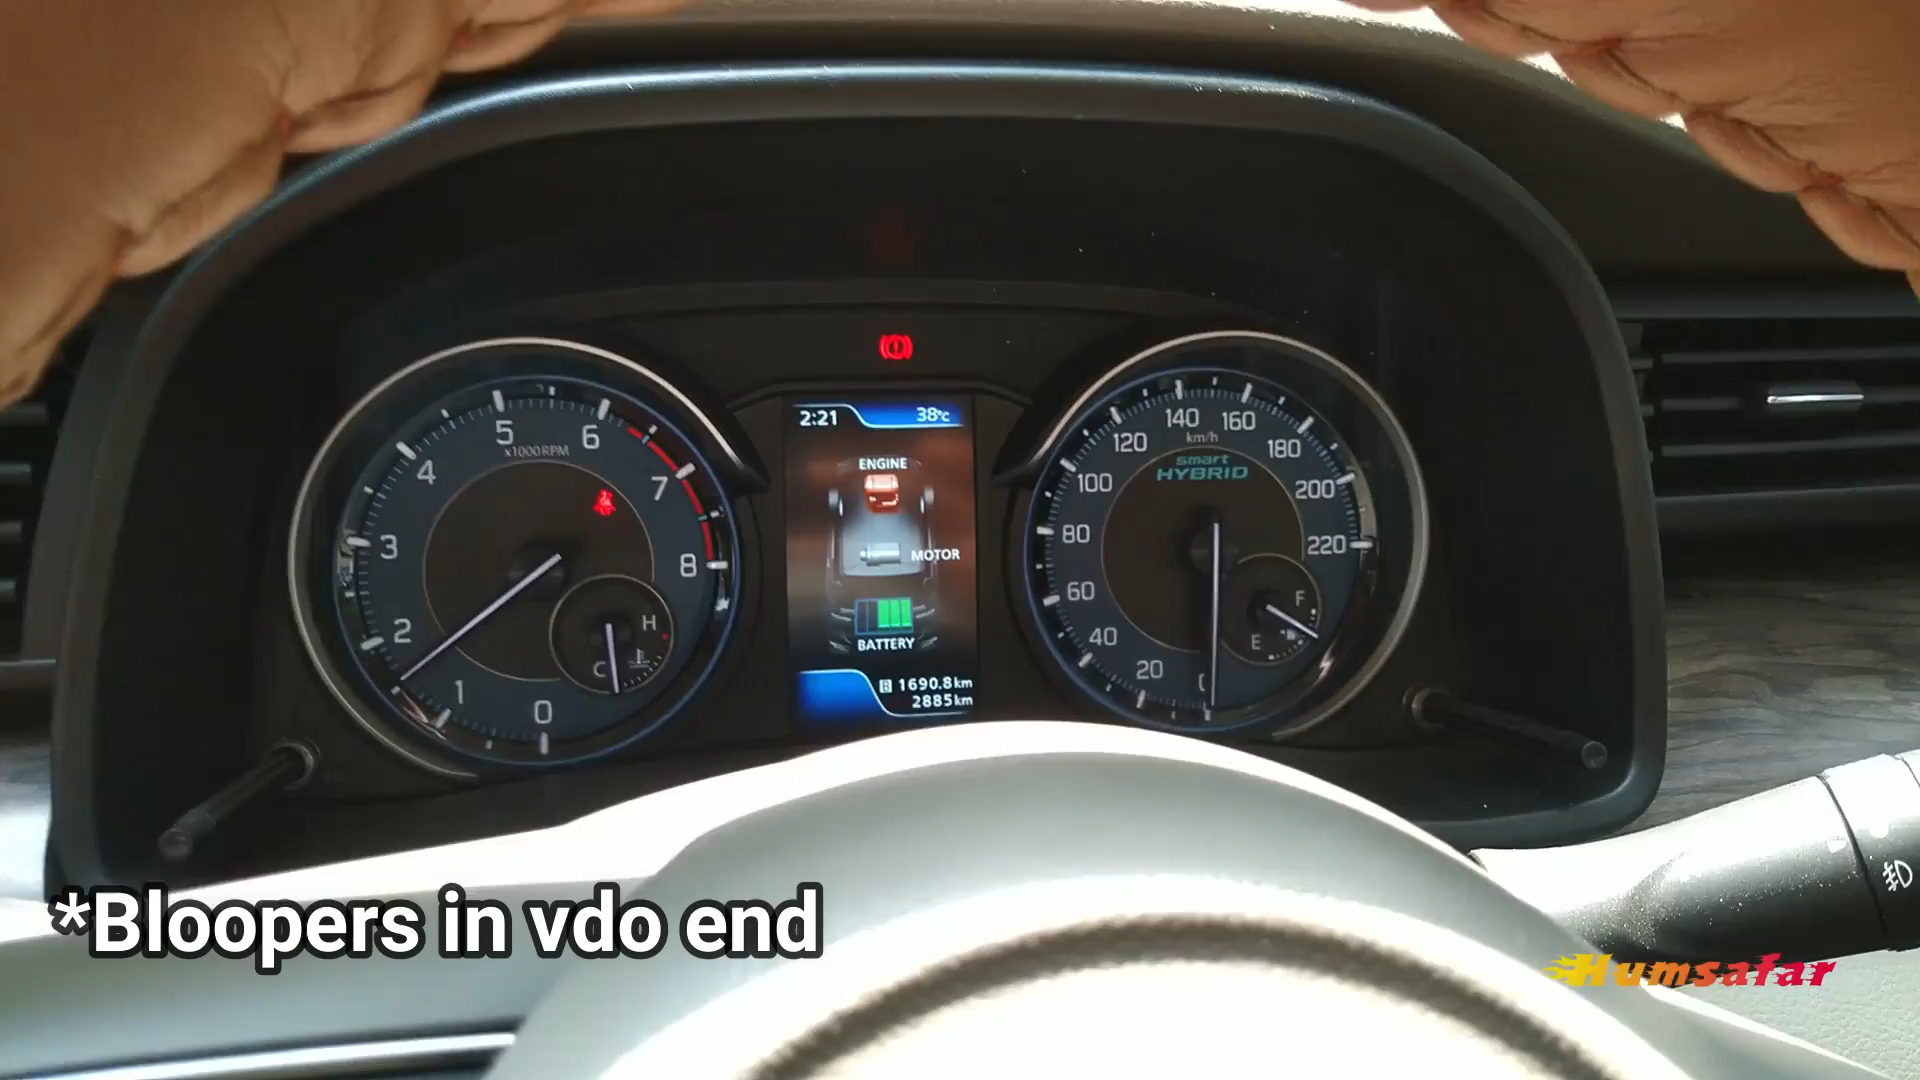 2:21 38°C
ENGINE
MOTOR
BATTERY
B 1690.8km
2885km
0
1
2
3
4
5
6
7
8
x1000RPM
H
C
20
40
60
80
100
120
140
160
180
200
220
km/h
smart
HYBRID
F
E
*Bloopers in vdo end
Humsafar